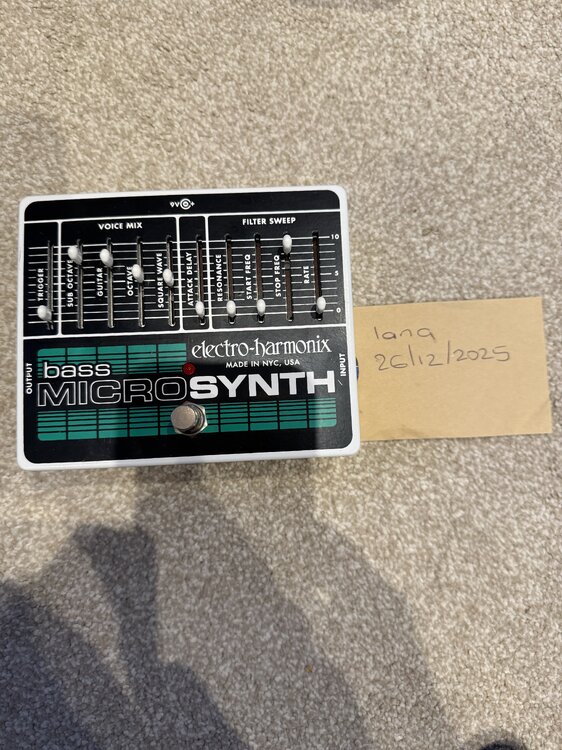 9V +
VOICE MIX
FILTER SWEEP
TRIGGER
SUB OCTAVE
GUITAR
OCTAVE
SQUARE WAVE
ATTACK DELAY
RESONANCE
START FREQ
STOP FREQ
RATE
10
5
0
electro-harmonix
MADE IN NYC, USA
OUTPUT
bass
MICROSYNTH
INPUT
iana
26/12/2025